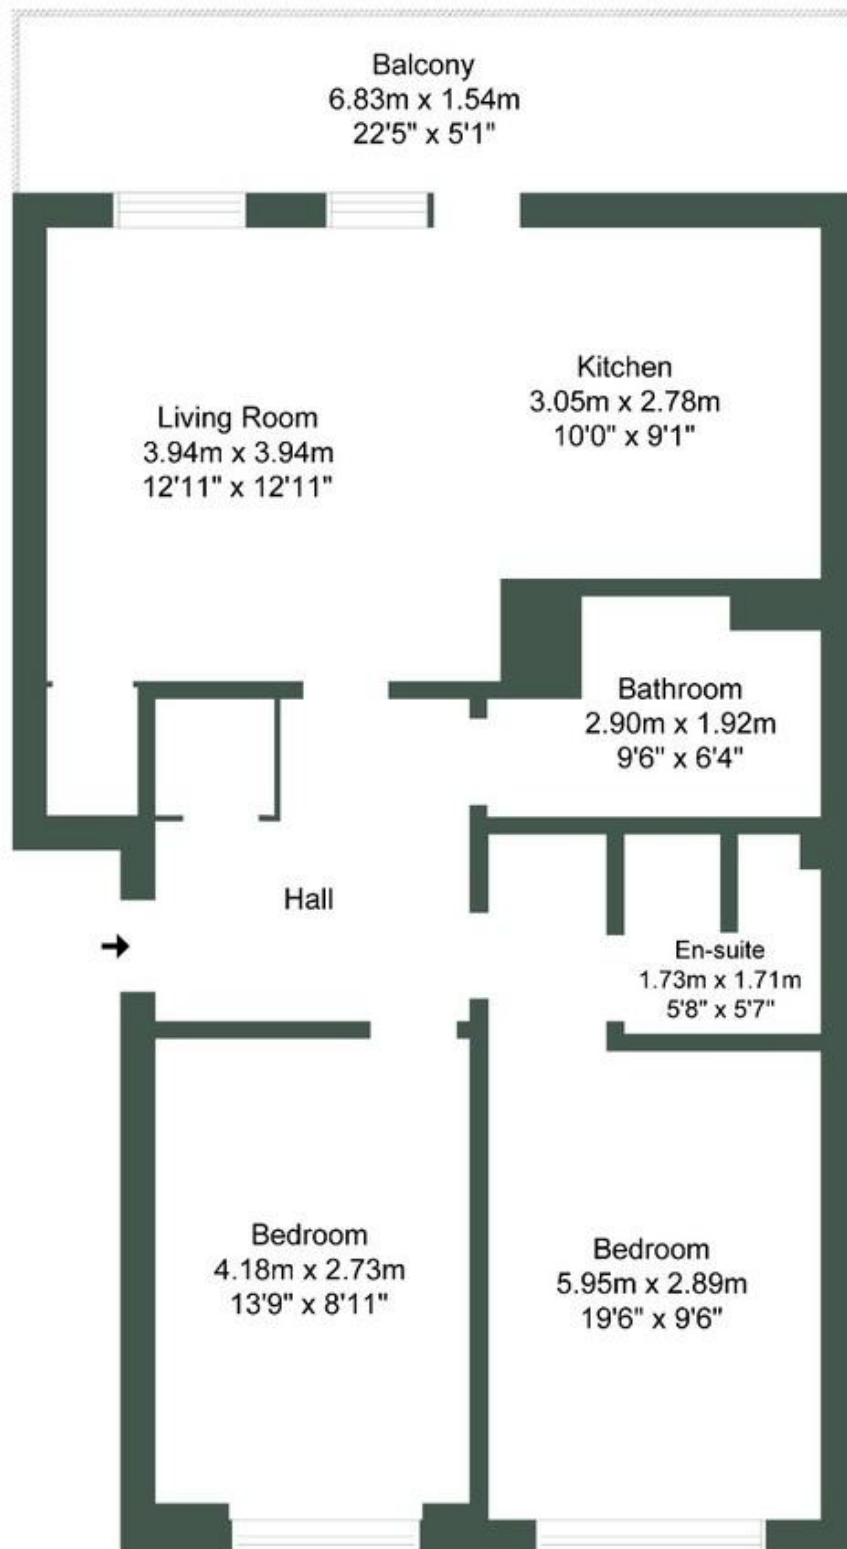 Balcony
6.83m x 1.54m
22'5" x 5'1"
Kitchen
3.05m x 2.78m
10'0" x 9'1"
Living Room
3.94m x 3.94m
12'11" x 12'11"
Bathroom
2.90m x 1.92m
9'6" x 6'4"
Hall
En-suite
1.73m x 1.71m
5'8" x 5'7"
Bedroom
4.18m x 2.73m
13'9" x 8'11"
Bedroom
5.95m x 2.89m
19'6" x 9'6"